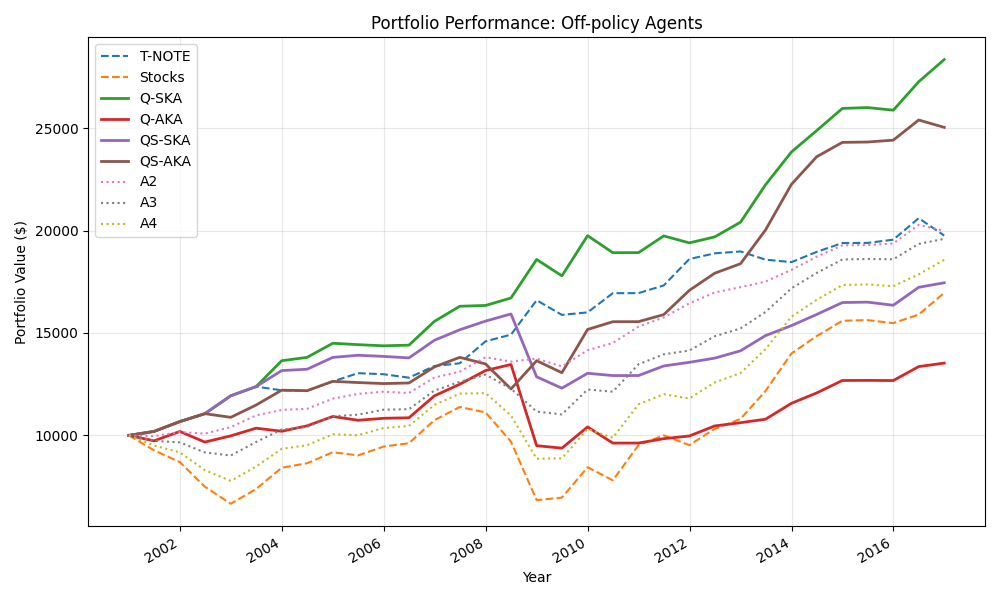 Portfolio Performance: Off-policy Agents
T-NOTE
Stocks
Q-SKA
Q-AKA
QS-SKA
QS-AKA
A2
A3
A4
Portfolio Value ($)
25000
20000
15000
10000
2002
2004
2006
2008
2010
2012
2014
2016
Year